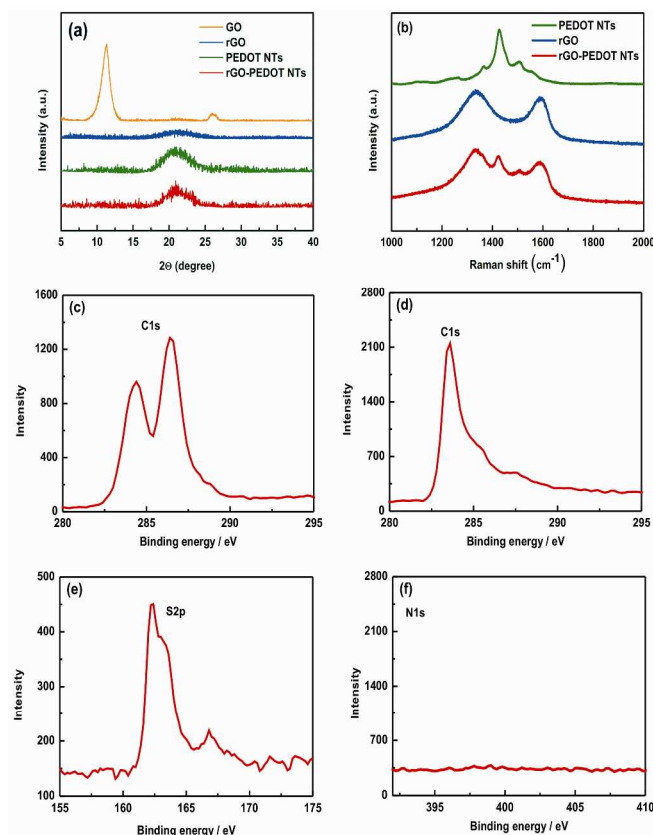 (a)
GO
rGO
PEDOT NTs
rGO-PEDOT NTs
Intensity (a.u.)
5 10 15 20 25 30 35 40
2Θ (degree)
(b)
PEDOT NTs
rGO
rGO-PEDOT NTs
Intensity (a.u.)
1000 1200 1400 1600 1800 2000
Raman shift (cm-1)
(c)
C1s
1600
1200
800
400
0
Intensity
280 285 290 295
Binding energy / eV
(d)
C1s
2800
2100
1400
700
0
Intensity
280 285 290 295
Binding energy / eV
(e)
S2p
500
400
300
200
100
Intensity
155 160 165 170 175
Binding energy / eV
(f)
N1s
2800
2100
1400
700
0
Intensity
395 400 405 410
Binding energy / eV